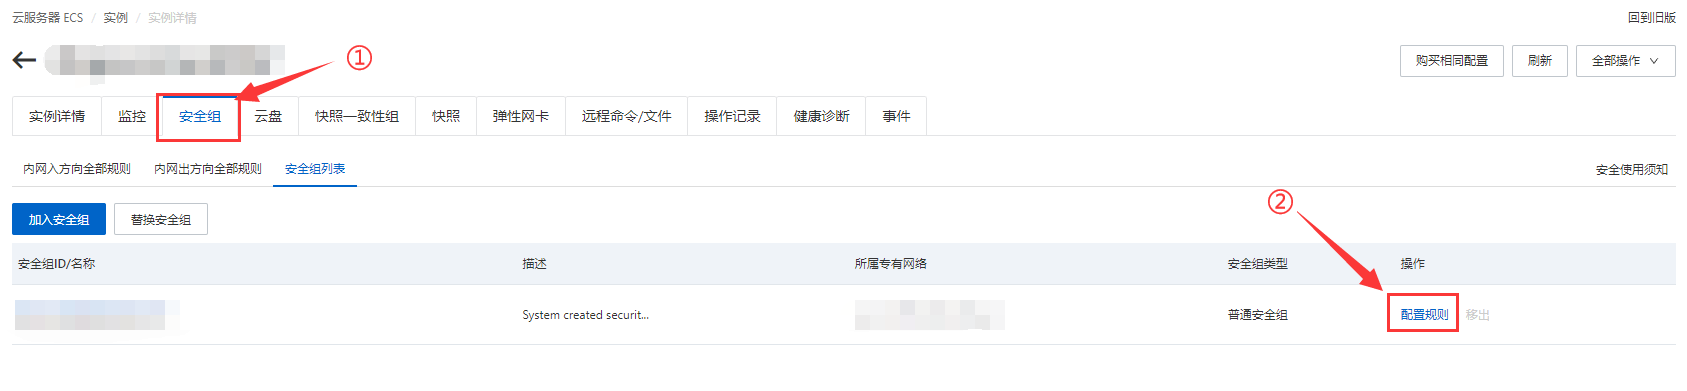 云服务器 ECS / 实例 / 实例详情
回到旧版
①
购买相同配置 刷新 全部操作
实例详情 监控 安全组 云盘 快照一致性组 快照 弹性网卡 远程命令/文件 操作记录 健康诊断 事件
内网入方向全部规则 内网出方向全部规则 安全组列表 安全使用须知
②
加入安全组 替换安全组
安全组ID/名称 描述 所属专有网络 安全组类型 操作
System created securit... 普通安全组 配置规则 移出